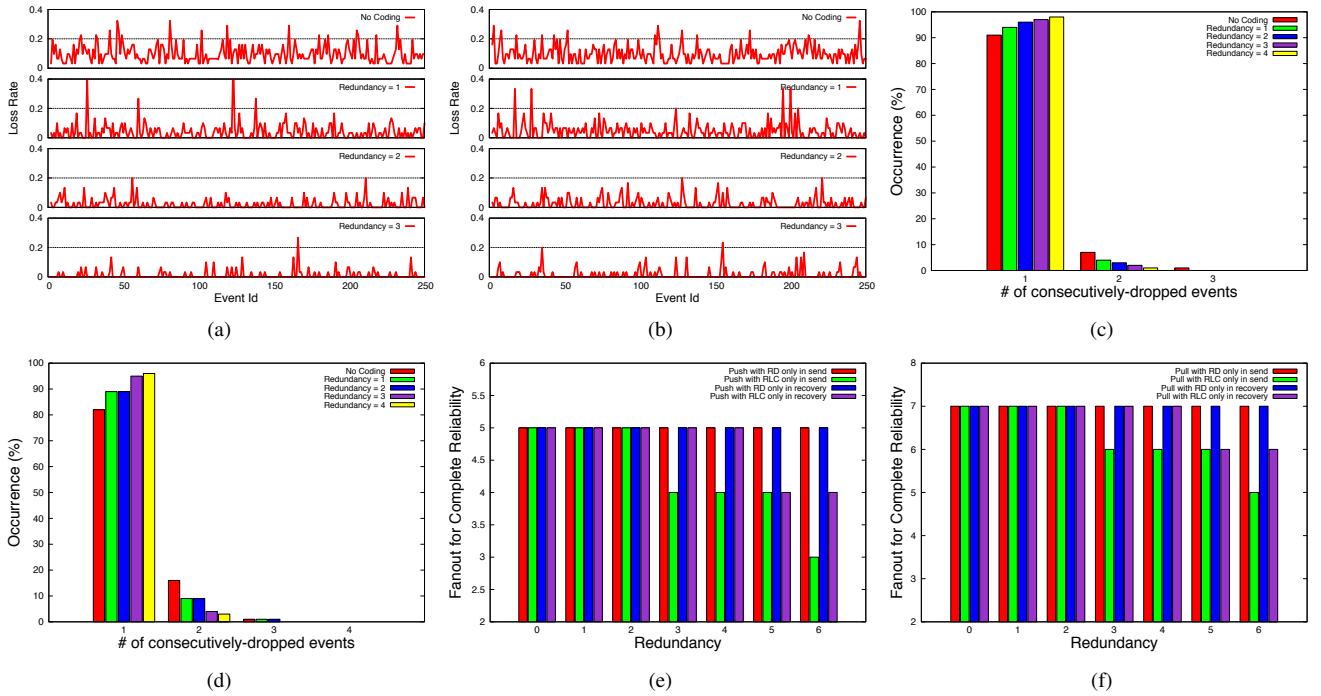 0.4
0.2
0
No Coding
0.4
0.2
0
Redundancy = 1
0.4
0.2
0
Redundancy = 2
0.4
0.2
0
Redundancy = 3
Loss Rate
0 50 100 150 200 250
Event Id
(a)
0.4
0.2
0
No Coding
0.4
0.2
0
Redundancy = 1
0.4
0.2
0
Redundancy = 2
0.4
0.2
0
Redundancy = 3
Loss Rate
0 50 100 150 200 250
Event Id
(b)
100
90
80
70
60
50
40
30
20
10
0
Occurrence (%)
No Coding
Redundancy = 1
Redundancy = 2
Redundancy = 3
Redundancy = 4
1 2 3
# of consecutively-dropped events
(c)
100
90
80
70
60
50
40
30
20
10
0
Occurrence (%)
No Coding
Redundancy = 1
Redundancy = 2
Redundancy = 3
Redundancy = 4
1 2 3 4
# of consecutively-dropped events
(d)
6
5.5
5
4.5
4
3.5
3
2.5
2
Fanout for Complete Reliability
Push with RD only in send
Push with RLC only in send
Push with RD only in recovery
Push with RLC only in recovery
0 1 2 3 4 5 6
Redundancy
(e)
8
7
6
5
4
3
2
Fanout for Complete Reliability
Pull with RD only in send
Pull with RLC only in send
Pull with RD only in recovery
Pull with RLC only in recovery
0 1 2 3 4 5 6
Redundancy
(f)